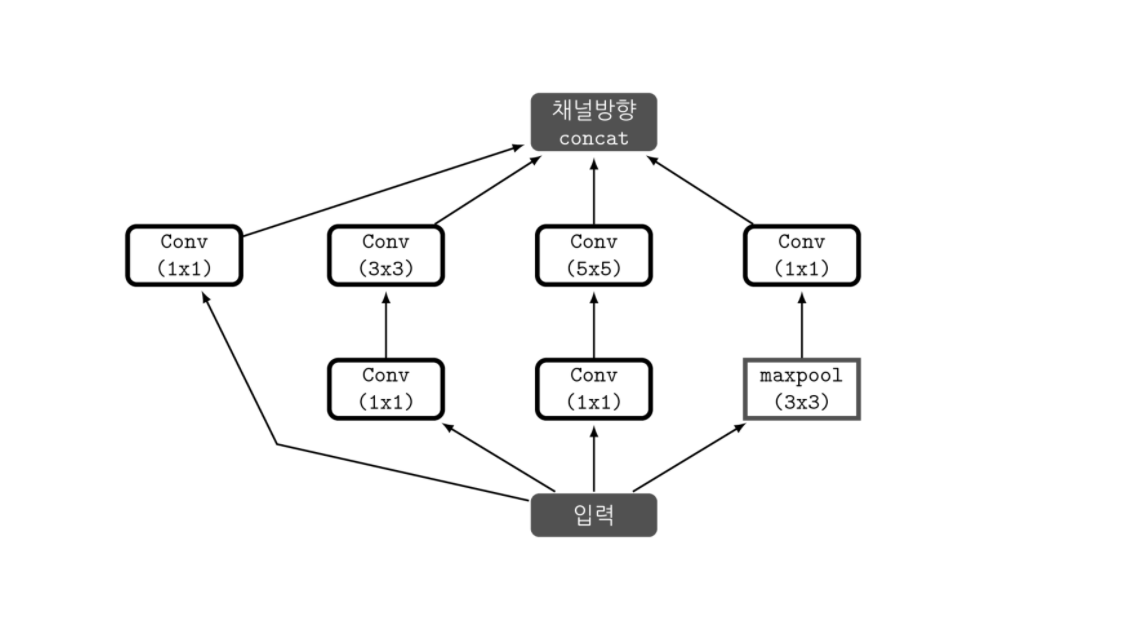 채널방향
concat
Conv
(1x1)
Conv
(3x3)
Conv
(5x5)
Conv
(1x1)
Conv
(1x1)
Conv
(1x1)
maxpool
(3x3)
입력